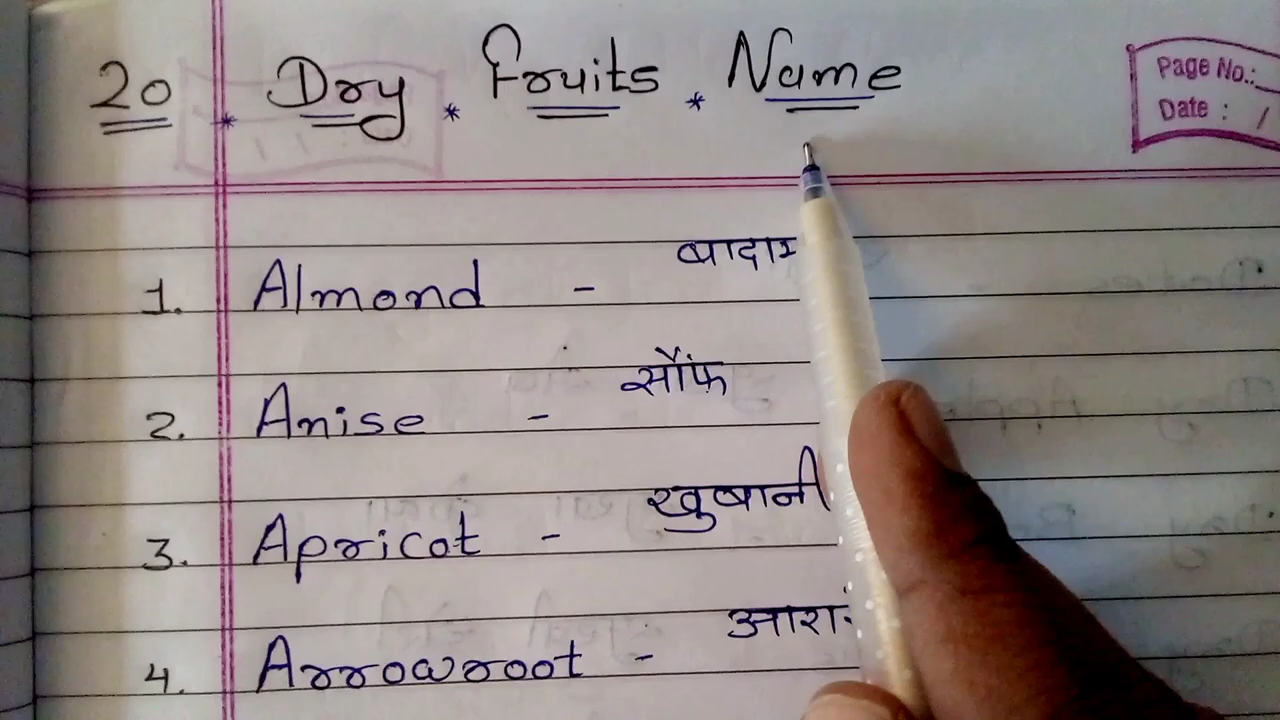 20 * Dry * Fruits * Name
Page No.:
Date : /
1. Almond - बादाम
2. Anise - सौंफ
3. Apricot - खुबानी
4. Arrowroot -